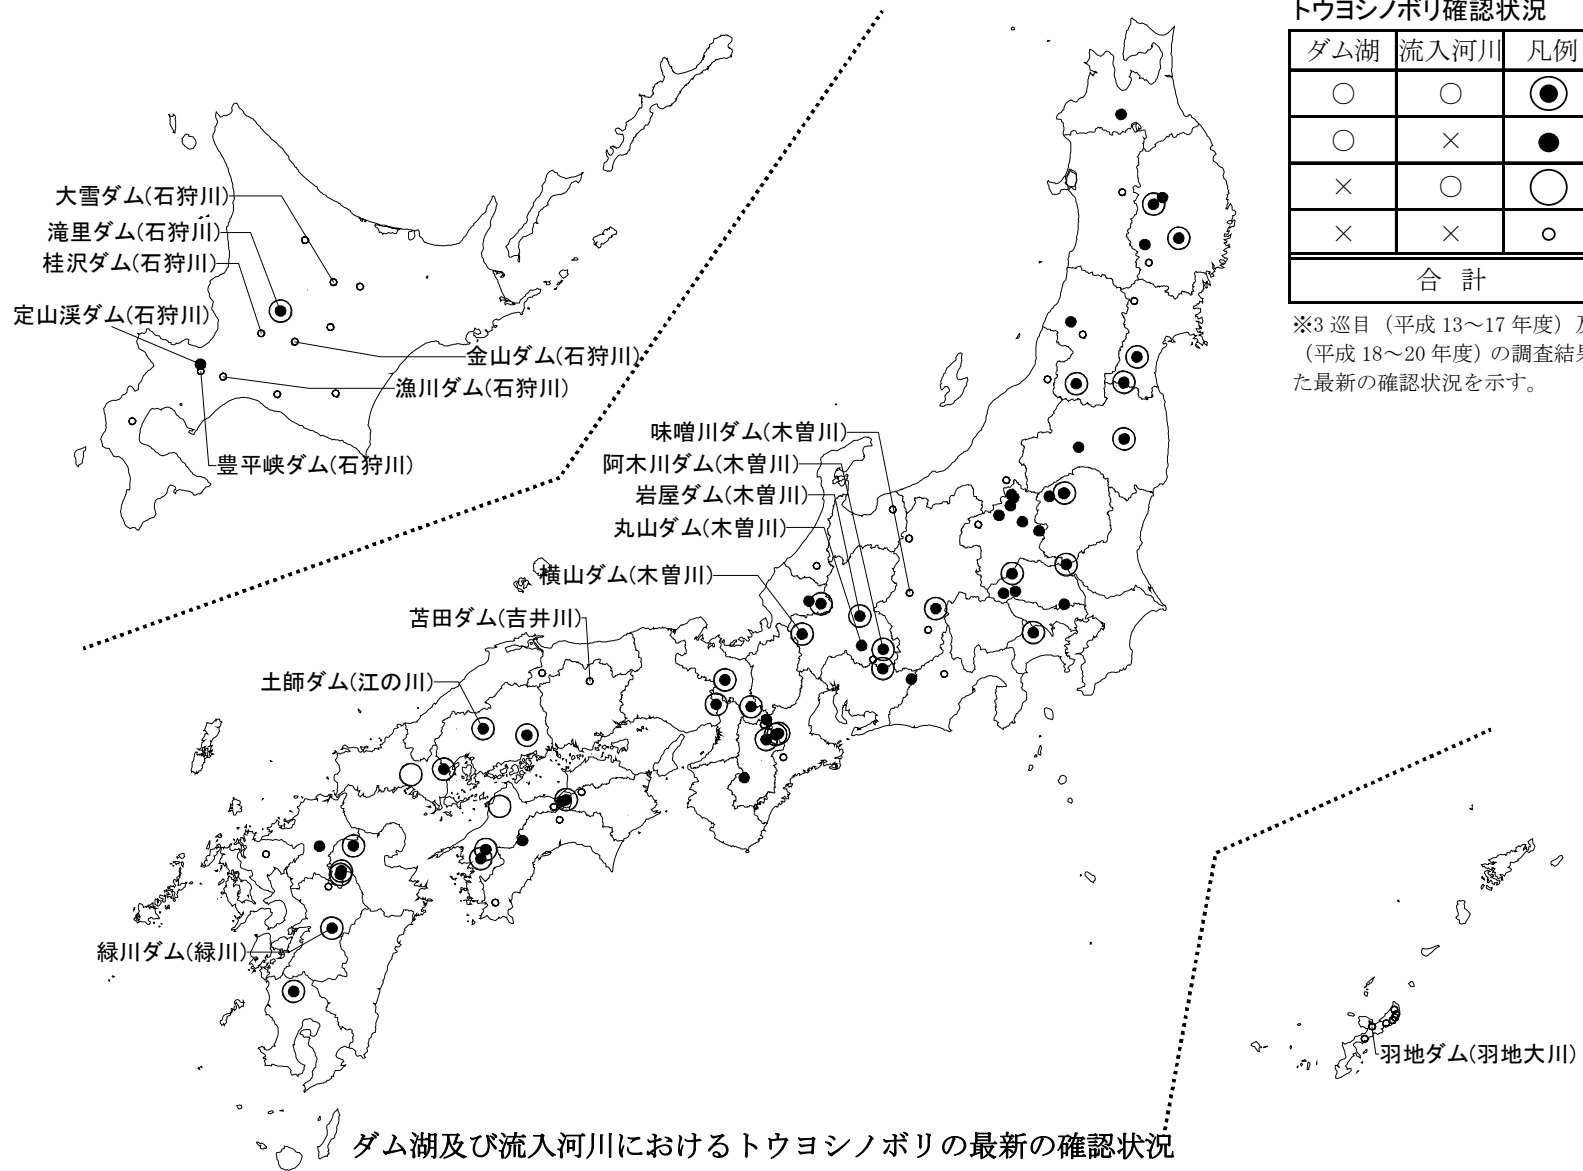 トウヨシノボリ確認状況
ダム湖 流入河川 凡例
○ ○ ◉
○ × ●
× ○ ○
× × ○
合 計
※3 巡目（平成 13～17 年度）及
（平成 18～20 年度）の調査結果
た最新の確認状況を示す。
大雪ダム(石狩川)
滝里ダム(石狩川)
桂沢ダム(石狩川)
定山渓ダム(石狩川)
金山ダム(石狩川)
漁川ダム(石狩川)
豊平峡ダム(石狩川)
味噌川ダム(木曽川)
阿木川ダム(木曽川)
岩屋ダム(木曽川)
丸山ダム(木曽川)
横山ダム(木曽川)
苫田ダム(吉井川)
土師ダム(江の川)
緑川ダム(緑川)
羽地ダム(羽地大川)
ダム湖及び流入河川におけるトウヨシノボリの最新の確認状況